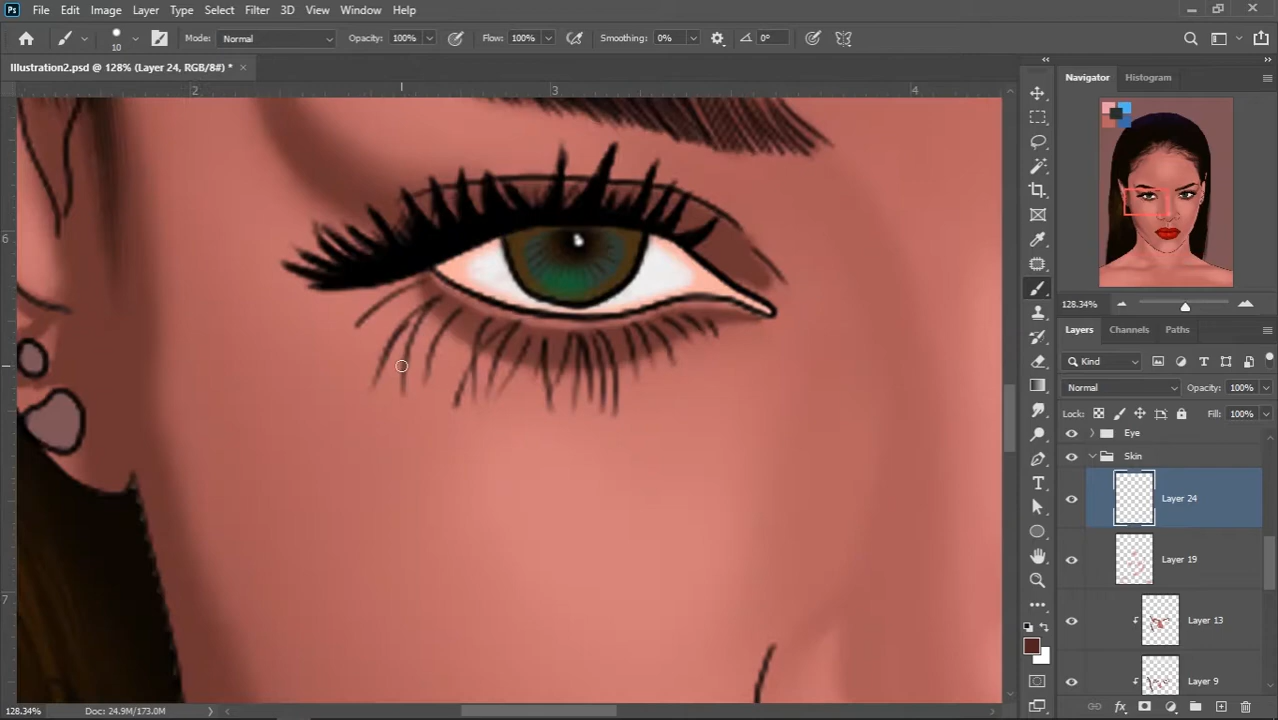 Ps File Edit Image Layer Type Select Filter 3D View Window Help
10 Mode: Normal Opacity: 100% Flow: 100% Smoothing: 0% 0°
Illustration2.psd @ 128% (Layer 24, RGB/8#) *
2 3 4
6
7
Navigator Histogram
128.34%
Layers Channels Paths
Kind
Normal Opacity: 100%
Lock: Fill: 100%
Eye
Skin
Layer 24
Layer 19
Layer 13
Layer 9
128.34% Doc: 24.9M/173.0M